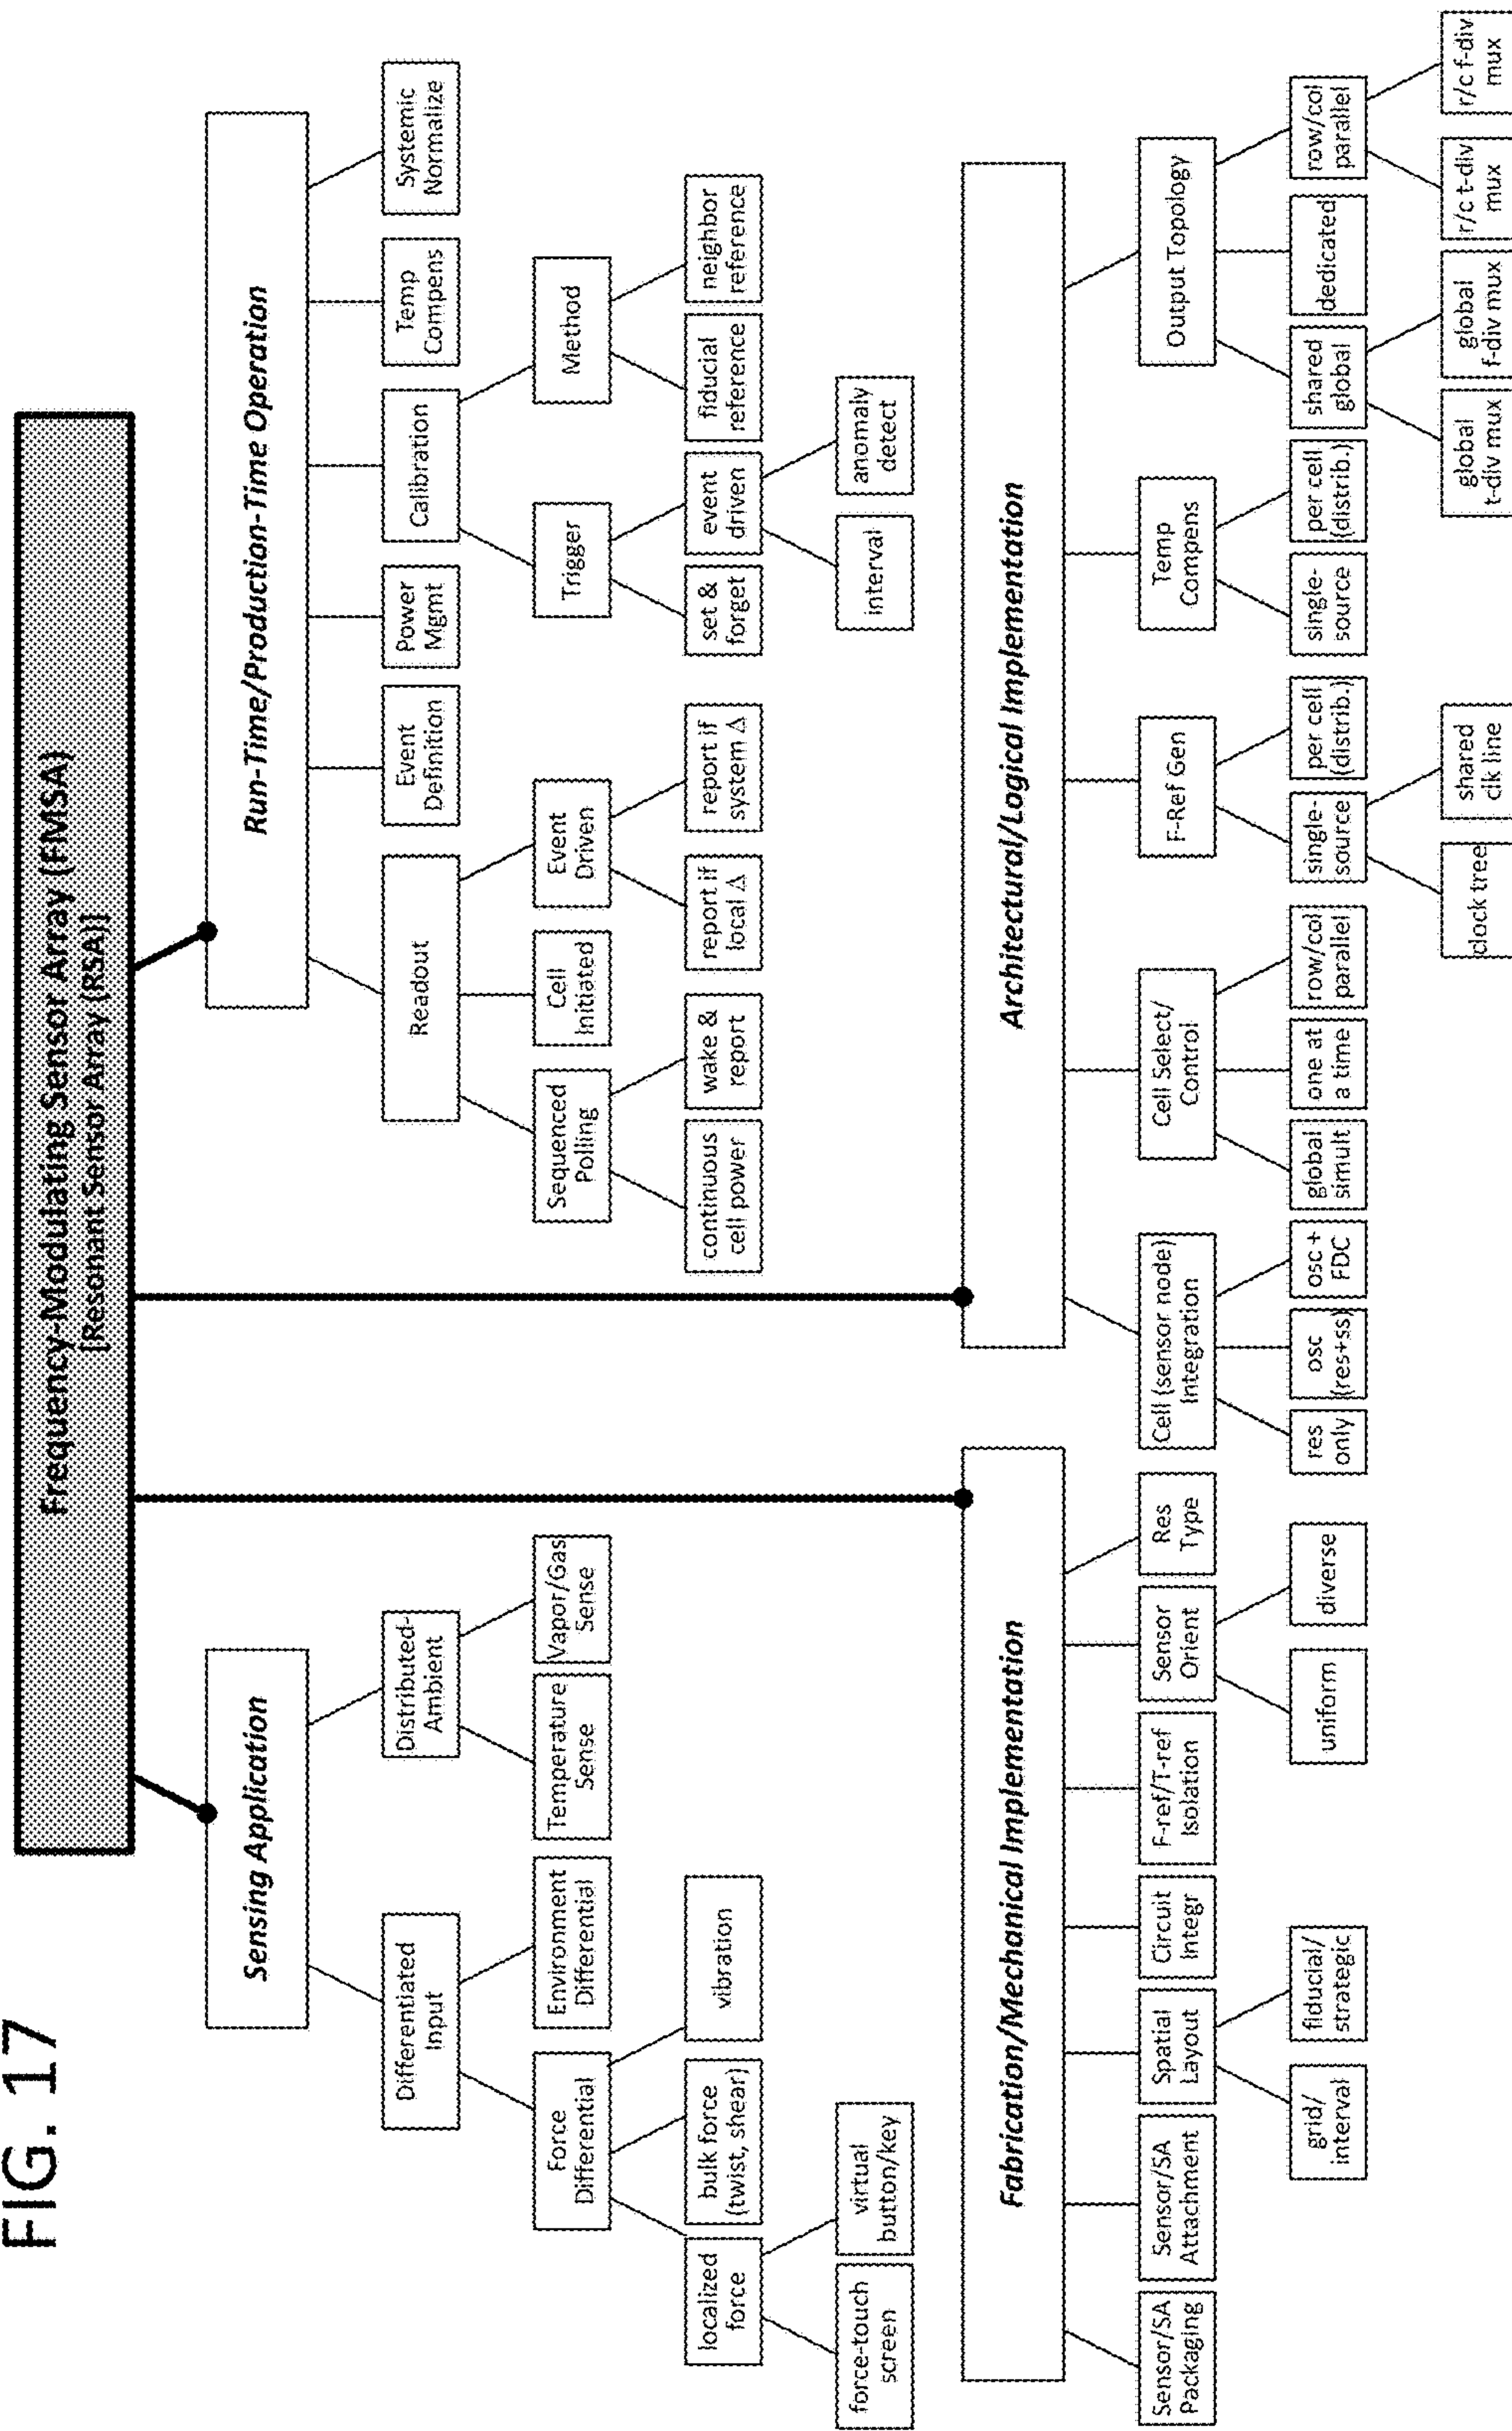 FIG. 17
Frequency-Modulating Sensor Array (FMSA)
[Resonant Sensor Array (RSA)]
Sensing Application
Differentiated
Input
Distributed-
Ambient
Force
Differential
Environment
Differential
Temperature
Sense
Vapor/Gas
Sense
localized
force
bulk force
(twist, shear)
vibration
force-touch
screen
virtual
button/key
Run-Time/Production-Time Operation
Readout
Event
Definition
Power
Mgmt
Calibration
Temp
Compens
Systemic
Normalize
Sequenced
Polling
Cell
Initiated
Event
Driven
Trigger
Method
continuous
cell power
wake &
report
report if
local Δ
report if
system Δ
set &
forget
event
driven
fiducial
reference
neighbor
reference
interval
anomaly
detect
Fabrication/Mechanical Implementation
Sensor/SA
Packaging
Sensor/SA
Attachment
Spatial
Layout
Circuit
Integr
F-ref/T-ref
Isolation
Sensor
Orient
Res
Type
grid/
interval
fiducial/
strategic
uniform
diverse
Architectural/Logical Implementation
Cell (sensor node)
Integration
Cell Select/
Control
F-Ref Gen
Temp
Compens
Output Topology
res
only
osc
(res+ss)
osc +
FDC
global
simult
one at
a time
row/col
parallel
single-
source
per cell
(distrib.)
single-
source
per cell
(distrib.)
shared
global
dedicated
row/col
parallel
clock tree
shared
clk line
global
t-div mux
global
f-div mux
r/c t-div
mux
r/c f-div
mux